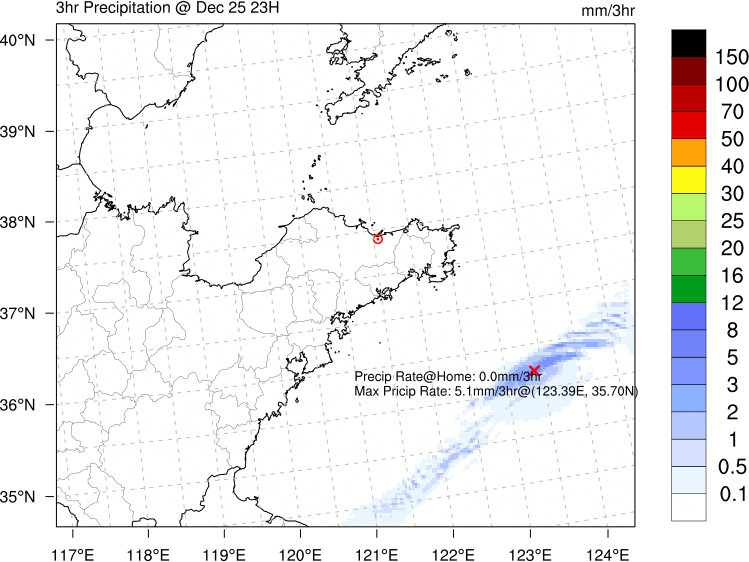 3hr Precipitation @ Dec 25 23H
mm/3hr
40°N
39°N
38°N
37°N
36°N
35°N
117°E
118°E
119°E
120°E
121°E
122°E
123°E
124°E
Precip Rate@Home: 0.0mm/3hr
Max Pricip Rate: 5.1mm/3hr@(123.39E, 35.70N)
150
100
70
50
40
30
25
20
16
12
8
5
3
2
1
0.5
0.1